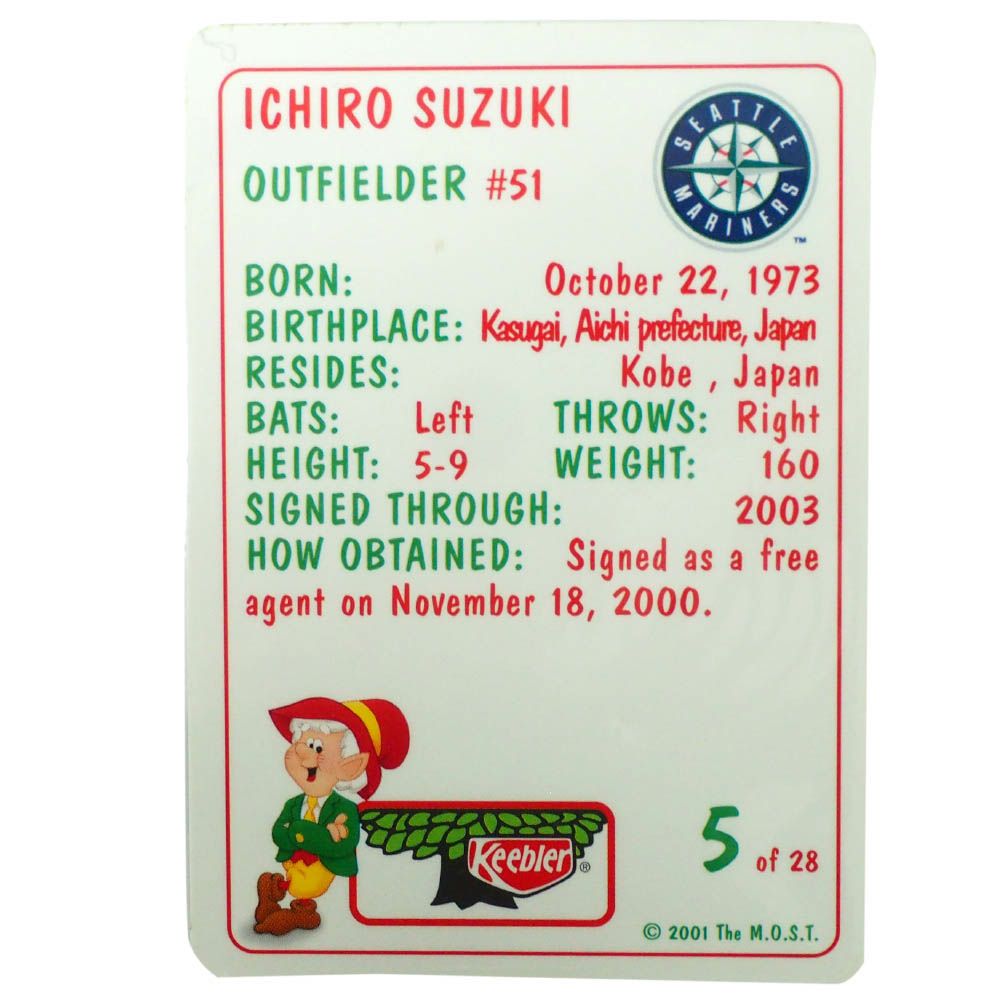 ICHIRO SUZUKI
OUTFIELDER #51
SEATTLE
MARINERS
TM
BORN: October 22, 1973
BIRTHPLACE: Kasugai, Aichi prefecture, Japan
RESIDES: Kobe , Japan
BATS: Left THROWS: Right
HEIGHT: 5-9 WEIGHT: 160
SIGNED THROUGH: 2003
HOW OBTAINED: Signed as a free
agent on November 18, 2000.
Keebler ®
5 of 28
© 2001 The M.O.S.T.